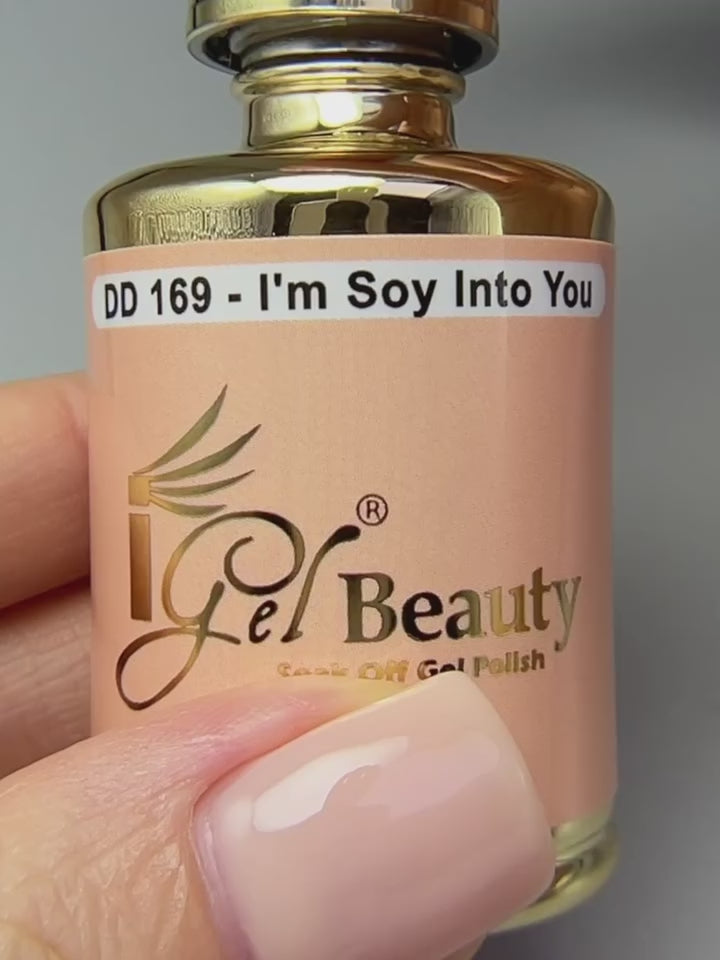 DD 169 - I'm Soy Into You
iGel Beauty®
Soak Off Gel Polish